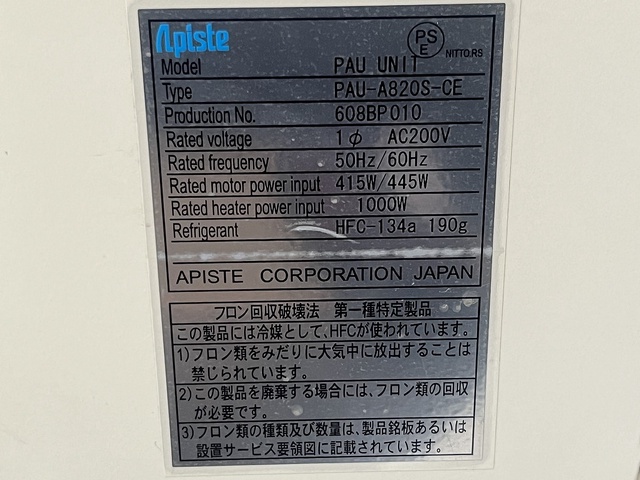 Apiste
PS E NITTO.RS
Model PAU UNIT
Type PAU-A820S-CE
Production No. 608BP010
Rated voltage 1φ AC200V
Rated frequency 50Hz/60Hz
Rated motor power input 415W/445W
Rated heater power input 1000W
Refrigerant HFC-134a 190g
APISTE CORPORATION JAPAN
フロン回収破壊法 第一種特定製品
この製品には冷媒として、HFCが使われています。
1)フロン類をみだりに大気中に放出することは
禁じられています。
2)この製品を廃棄する場合には、フロン類の回収
が必要です。
3)フロン類の種類及び数量は、製品銘板あるいは
設置サービス要領図に記載されています。